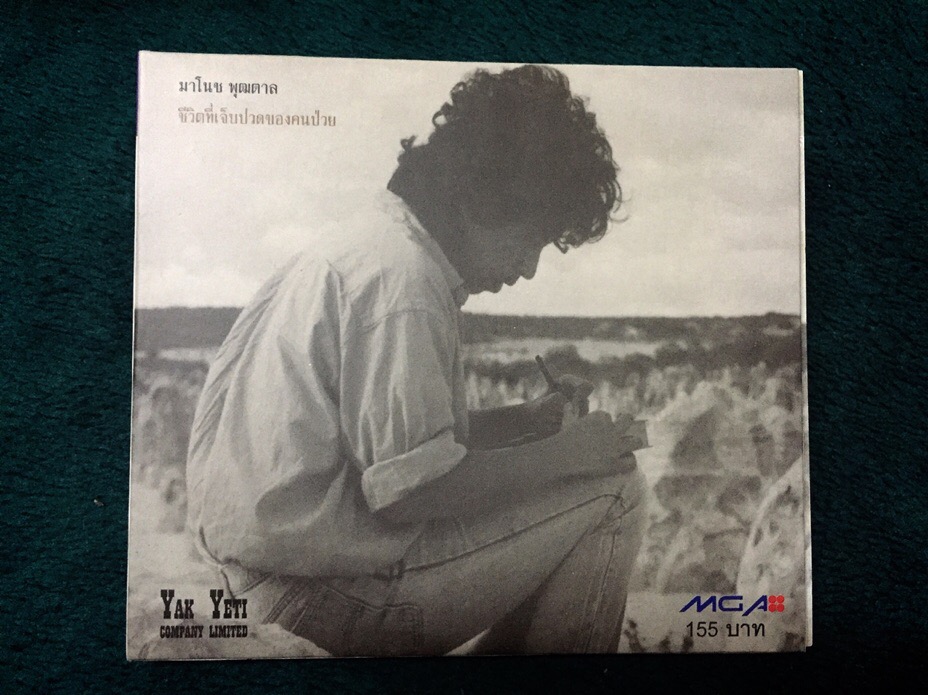 มาโนช พุฒตาล
ชีวิตที่เจ็บปวดของคนป่วย
YAK YETI
COMPANY LIMITED
MGA
155 บาท